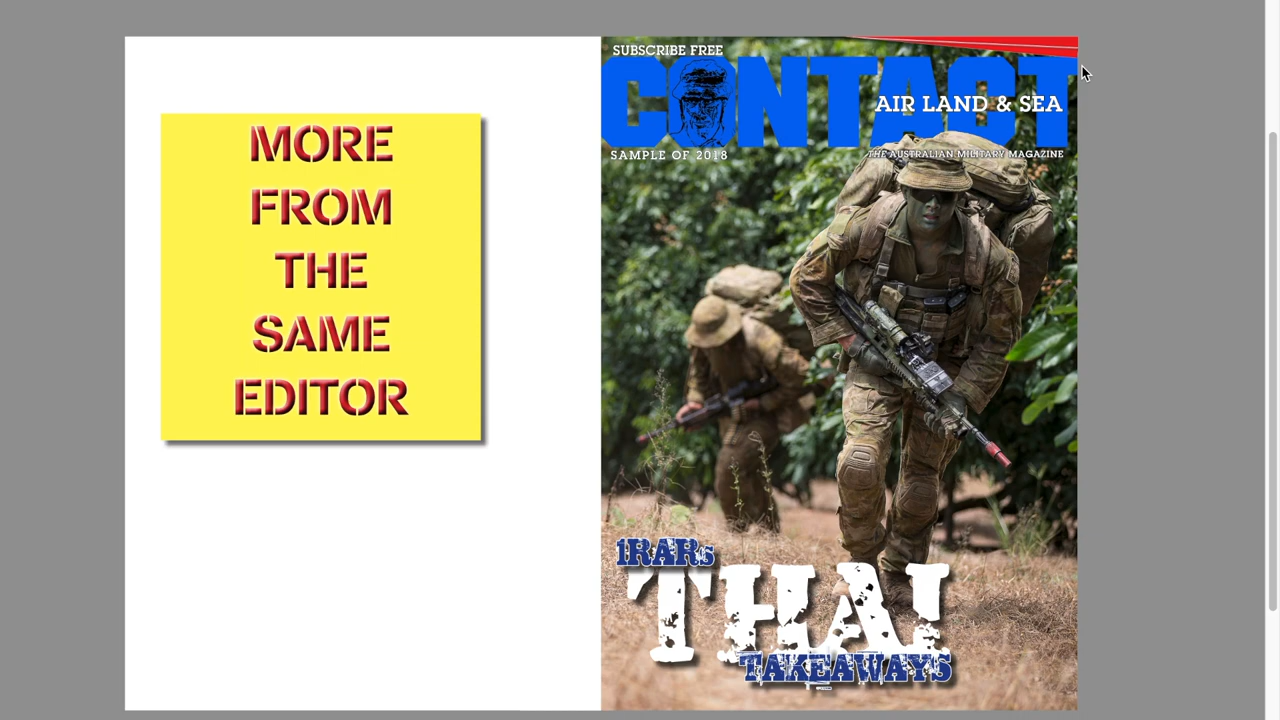 MORE
FROM
THE
SAME
EDITOR
SUBSCRIBE FREE
CONTACT
AIR LAND & SEA
SAMPLE OF 2018
THE AUSTRALIAN MILITARY MAGAZINE
1RARs
THAI
TAKEAWAYS